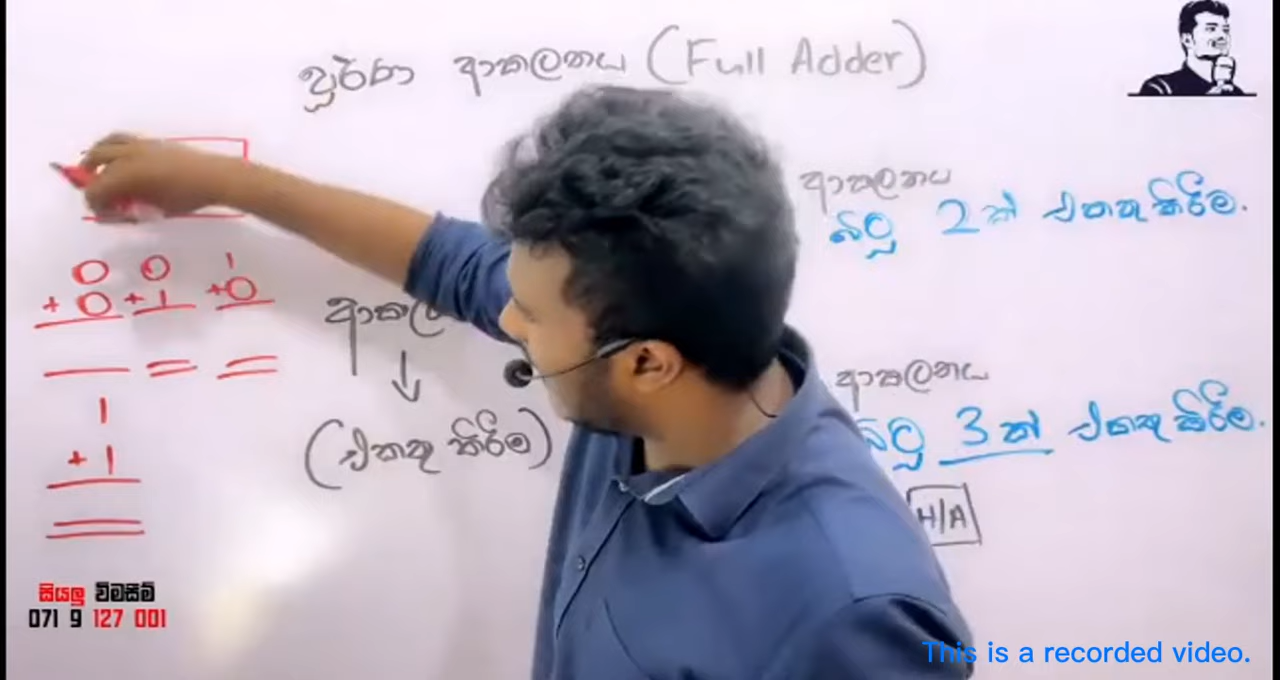 පූර්ණ ආකලනය (Full Adder)
ආකලනය
බිටු 2ක් එකතු කිරීම.
0 0 1
+0 +1 +0
ආකල
↓
(එකතු කිරීම)
1
+1
ආකලනය
බිටු 3ක් එකතු කිරීම.
H/A
සියලු විමසීම්
071 9 127 001
This is a recorded video.